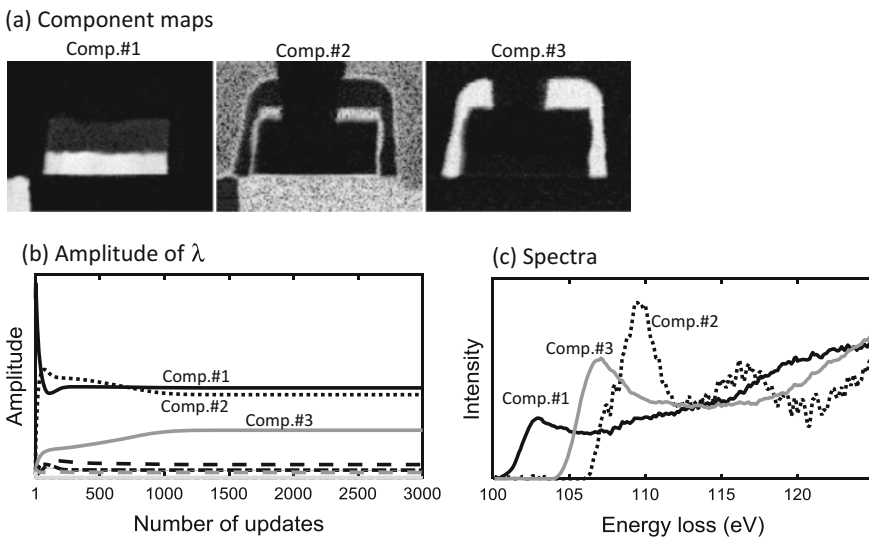 (a) Component maps
Comp.#1 Comp.#2 Comp.#3
(b) Amplitude of λ
Amplitude
Comp.#1
Comp.#2
Comp.#3
1 500 1000 1500 2000 2500 3000
Number of updates
(c) Spectra
Intensity
Comp.#2
Comp.#3
Comp.#1
100 105 110 115 120
Energy loss (eV)